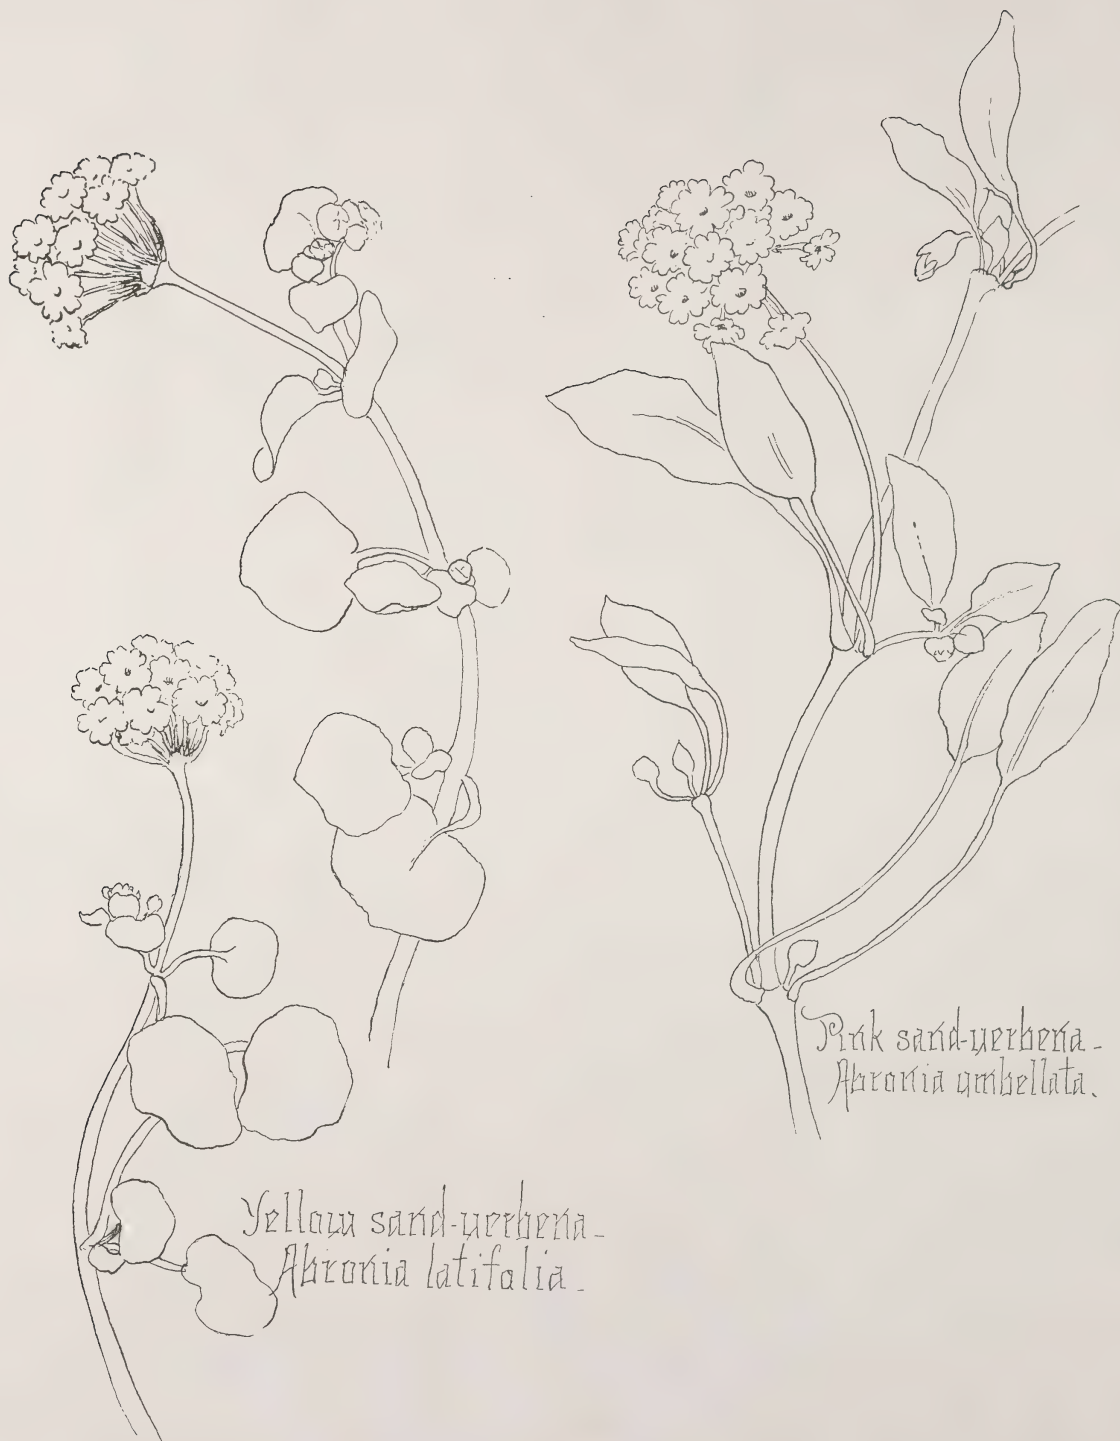 Pink sand-verbena-
Abronia umbellata.
Yellow sand-verbena-
Abronia latifolia.